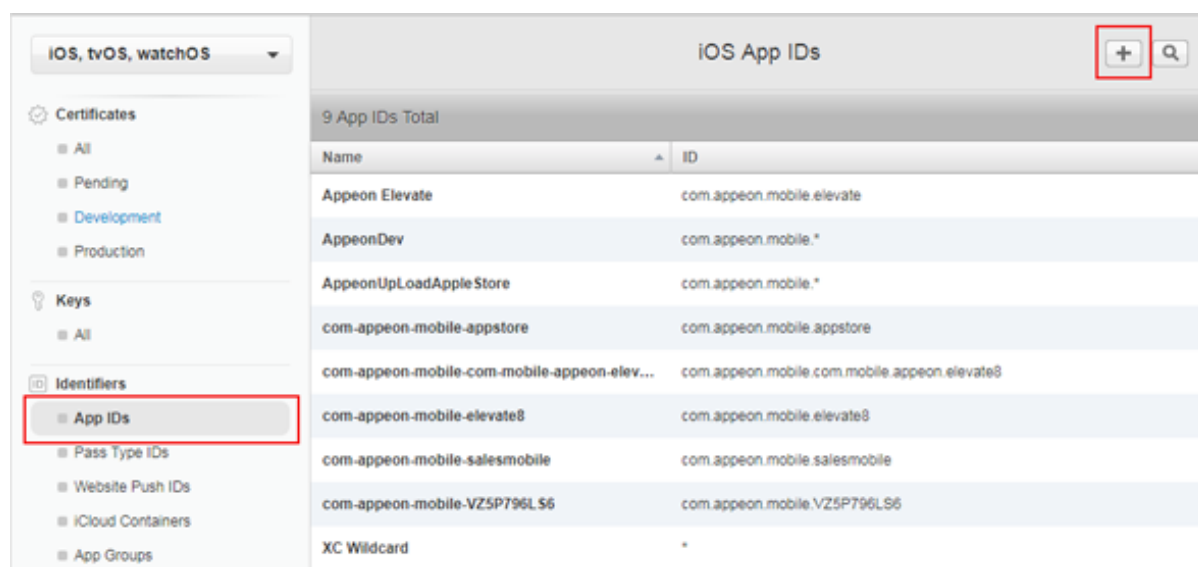 iOS, tvOS, watchOS
Certificates
All
Pending
Development
Production
Keys
All
ID Identifiers
App IDs
Pass Type IDs
Website Push IDs
iCloud Containers
App Groups
iOS App IDs
+
9 App IDs Total
Name ID
Appeon Elevate com.appeon.mobile.elevate
AppeonDev com.appeon.mobile.*
AppeonUpLoadAppleStore com.appeon.mobile.*
com-appeon-mobile-appstore com.appeon.mobile.appstore
com-appeon-mobile-com-mobile-appeon-elev... com.appeon.mobile.com.mobile.appeon.elevate8
com-appeon-mobile-elevate8 com.appeon.mobile.elevate8
com-appeon-mobile-salesmobile com.appeon.mobile.salesmobile
com-appeon-mobile-VZ5P796LS6 com.appeon.mobile.VZ5P796LS6
XC Wildcard *